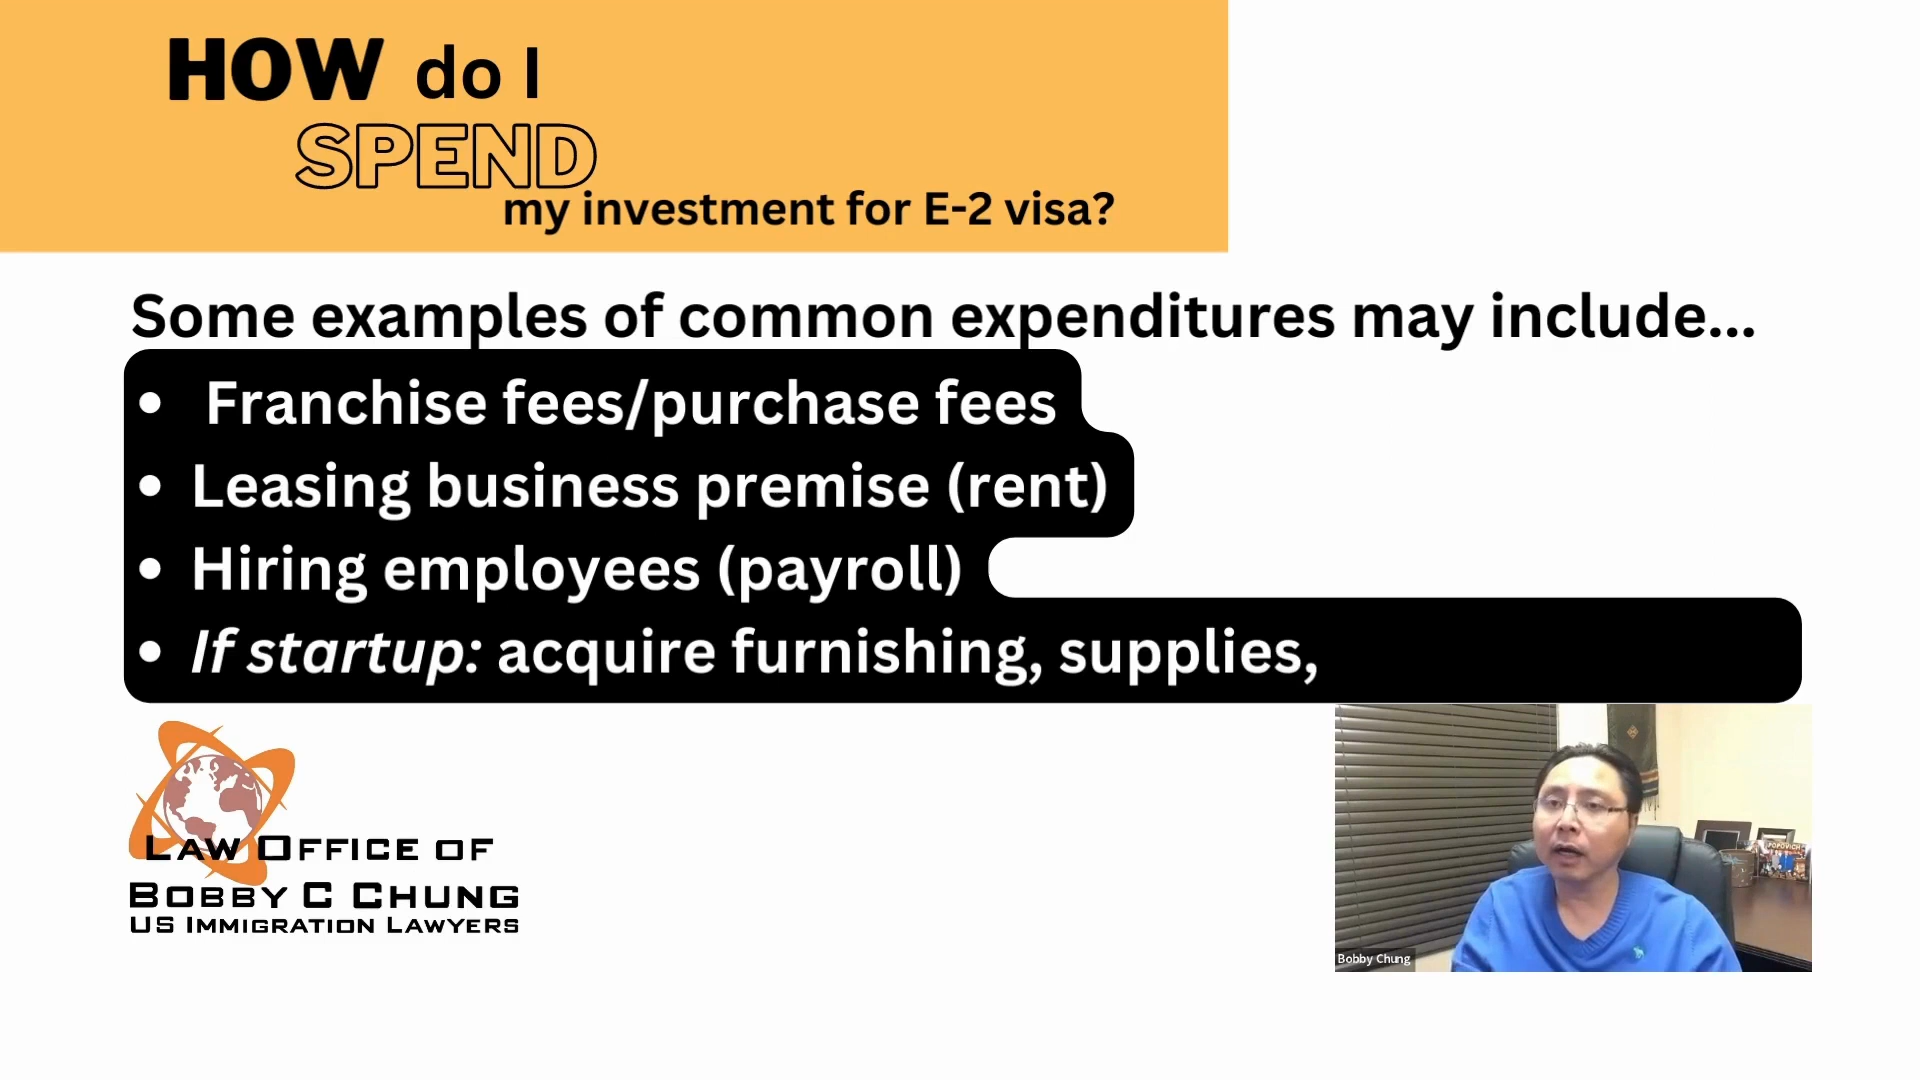 HOW do I
SPEND
my investment for E-2 visa?
Some examples of common expenditures may include...
• Franchise fees/purchase fees
• Leasing business premise (rent)
• Hiring employees (payroll)
• If startup: acquire furnishing, supplies,
LAW OFFICE OF
BOBBY C CHUNG
US IMMIGRATION LAWYERS
POPOVICH
Bobby Chung